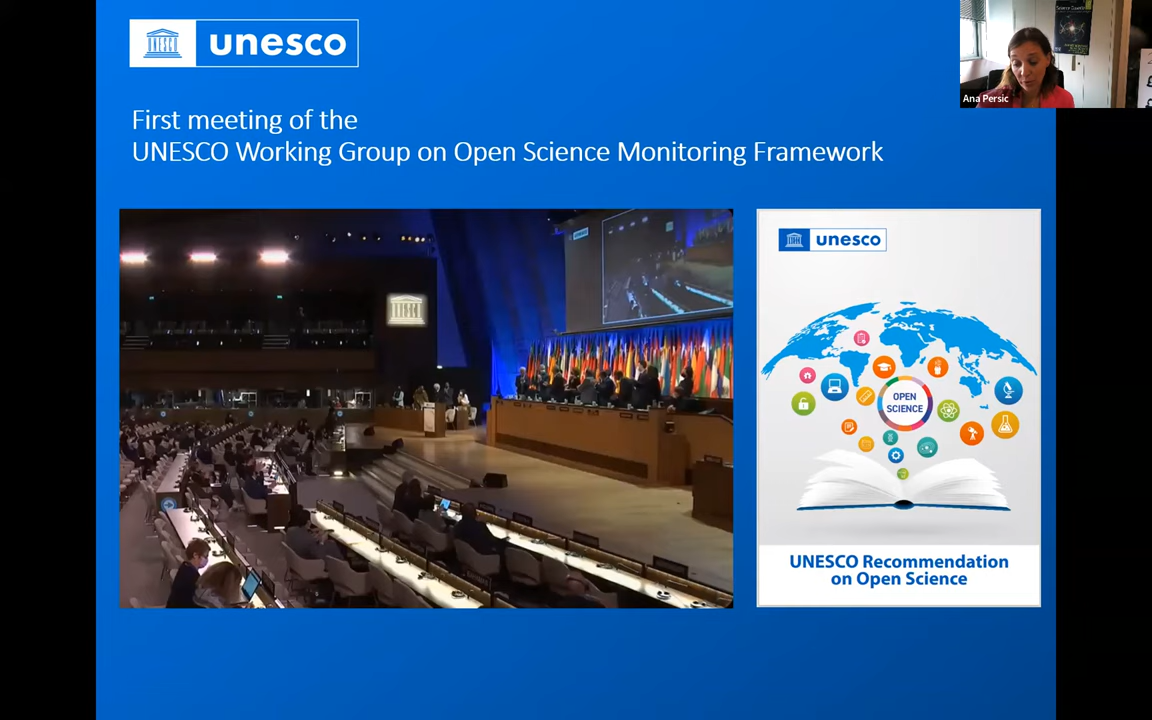 unesco
First meeting of the
UNESCO Working Group on Open Science Monitoring Framework
Ana Persic
unesco
OPEN
SCIENCE
UNESCO Recommendation
on Open Science